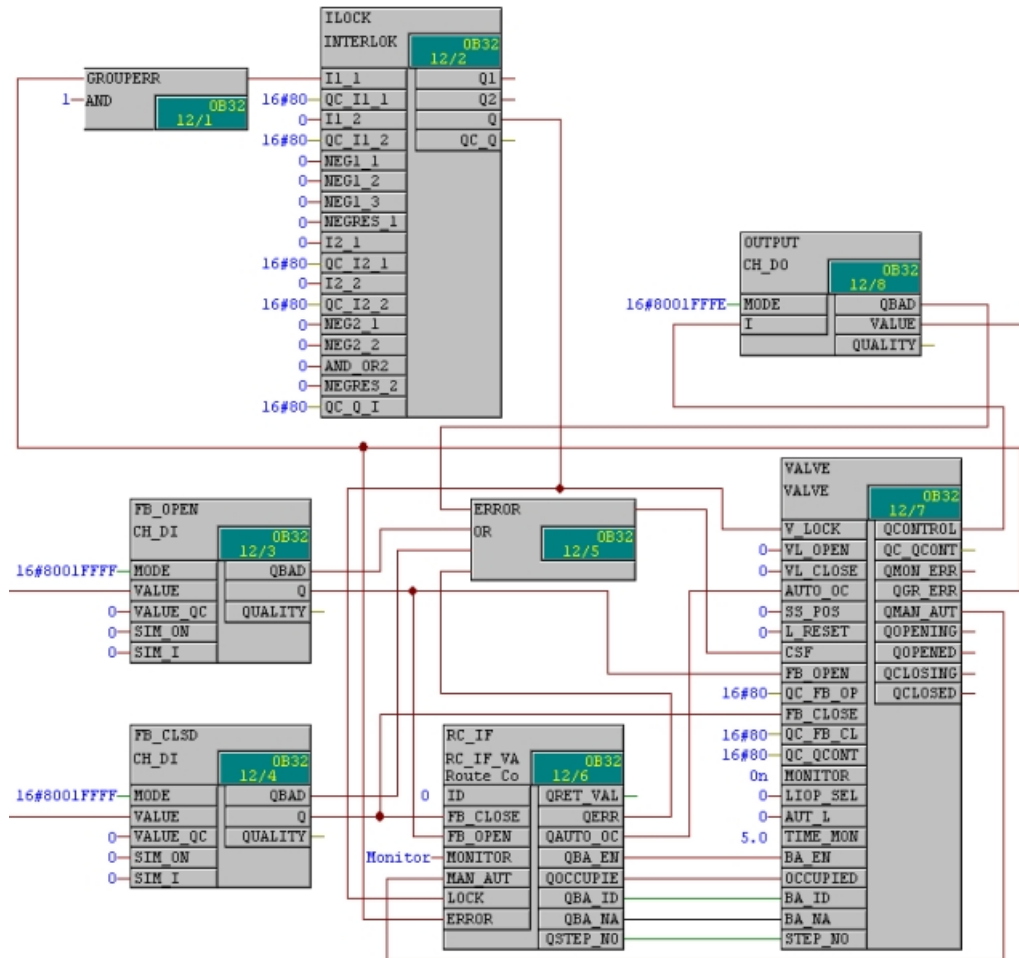 ILOCK
INTERLOK
OB32
12/2
I1_1
Q1
16#80
QC_I1_1
Q2
0
I1_2
Q
16#80
QC_I1_2
QC_Q
0
NEG1_1
0
NEG1_2
0
NEG1_3
0
NEGRES_1
0
I2_1
16#80
QC_I2_1
0
I2_2
16#80
QC_I2_2
0
NEG2_1
0
NEG2_2
0
AND_OR2
0
NEGRES_2
16#80
QC_Q_I
GROUPERR
1
AND
OB32
12/1
OUTPUT
CH_DO
OB32
12/8
16#8001FFFE
MODE
QBAD
I
VALUE
QUALITY
FB_OPEN
CH_DI
OB32
12/3
16#8001FFFF
MODE
QBAD
VALUE
Q
0
VALUE_QC
QUALITY
0
SIM_ON
0
SIM_I
ERROR
OR
OB32
12/5
VALVE
VALVE
OB32
12/7
V_LOCK
QCONTROL
0
VL_OPEN
QC_QCONT
0
VL_CLOSE
QMON_ERR
AUTO_OC
QGR_ERR
0
SS_POS
QMAN_AUT
0
L_RESET
QOPENING
CSF
QOPENED
FB_OPEN
QCLOSING
16#80
QC_FB_OP
QCLOSED
FB_CLOSE
16#80
QC_FB_CL
16#80
QC_QCONT
0n
MONITOR
0
LIOP_SEL
0
AUT_L
5.0
TIME_MON
BA_EN
OCCUPIED
BA_ID
BA_NA
STEP_NO
FB_CLSD
CH_DI
OB32
12/4
16#8001FFFF
MODE
QBAD
VALUE
Q
0
VALUE_QC
QUALITY
0
SIM_ON
0
SIM_I
RC_IF
RC_IF_VA
Route Co
OB32
12/6
0
ID
QRET_VAL
FB_CLOSE
QERR
FB_OPEN
QAUTO_OC
Monitor
MONITOR
QBA_EN
MAN_AUT
QOCCUPIE
LOCK
QBA_ID
ERROR
QBA_NA
QSTEP_NO